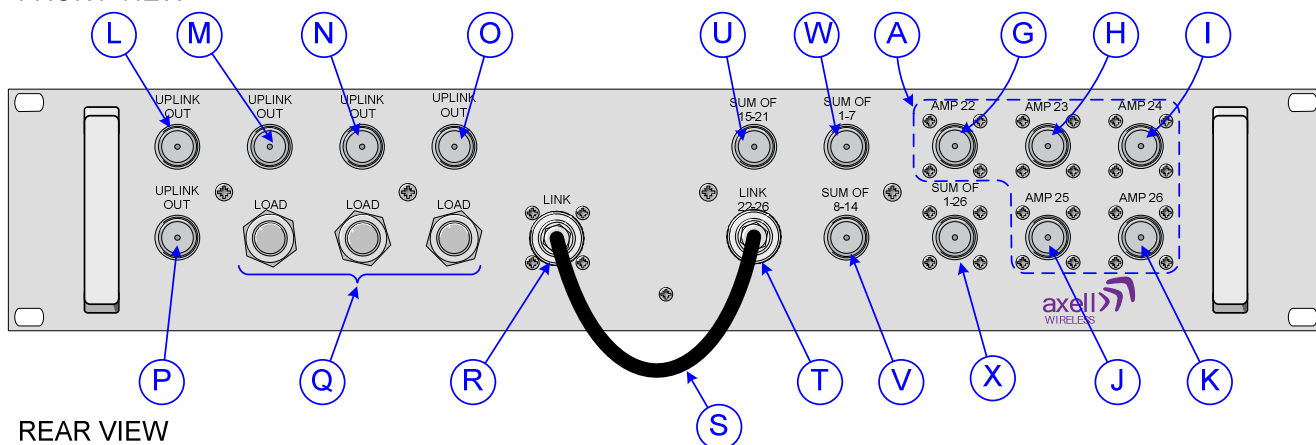 L M N O U W A G H I
UPLINK OUT
UPLINK OUT
UPLINK OUT
UPLINK OUT
SUM OF 15-21
SUM OF 1-7
AMP 22
AMP 23
AMP 24
UPLINK OUT
LOAD
LOAD
LOAD
LINK
LINK 22-26
SUM OF 8-14
SUM OF 1-26
AMP 25
AMP 26
axell
WIRELESS
P Q R S T V X J K
REAR VIEW